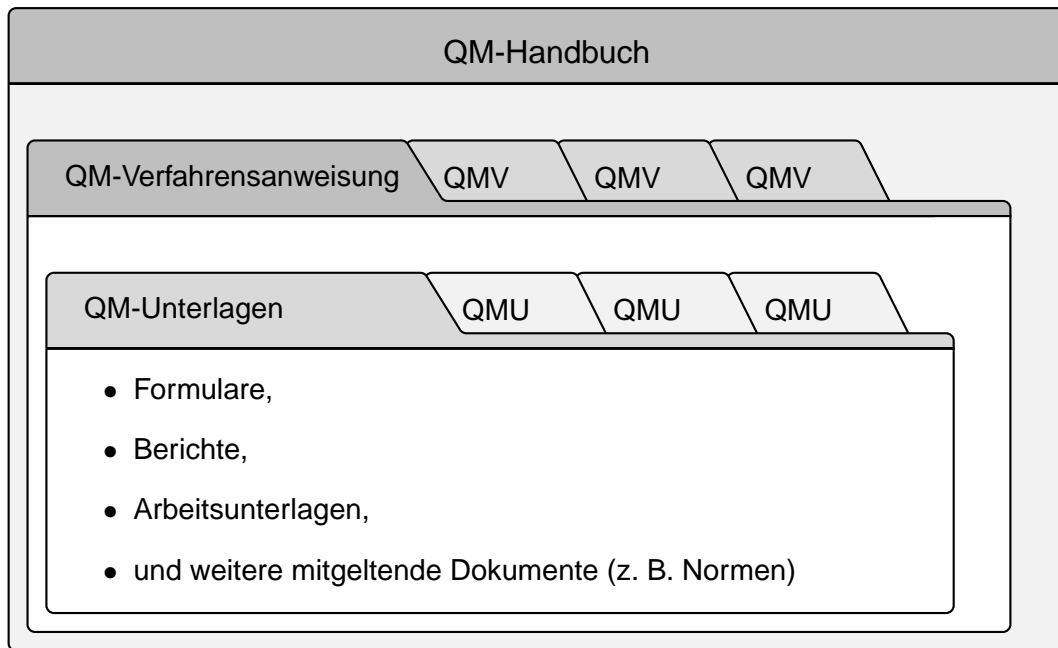 QM-Handbuch
QM-Verfahrensanweisung QMV QMV QMV
QM-Unterlagen QMU QMU QMU
• Formulare,
• Berichte,
• Arbeitsunterlagen,
• und weitere mitgeltende Dokumente (z. B. Normen)